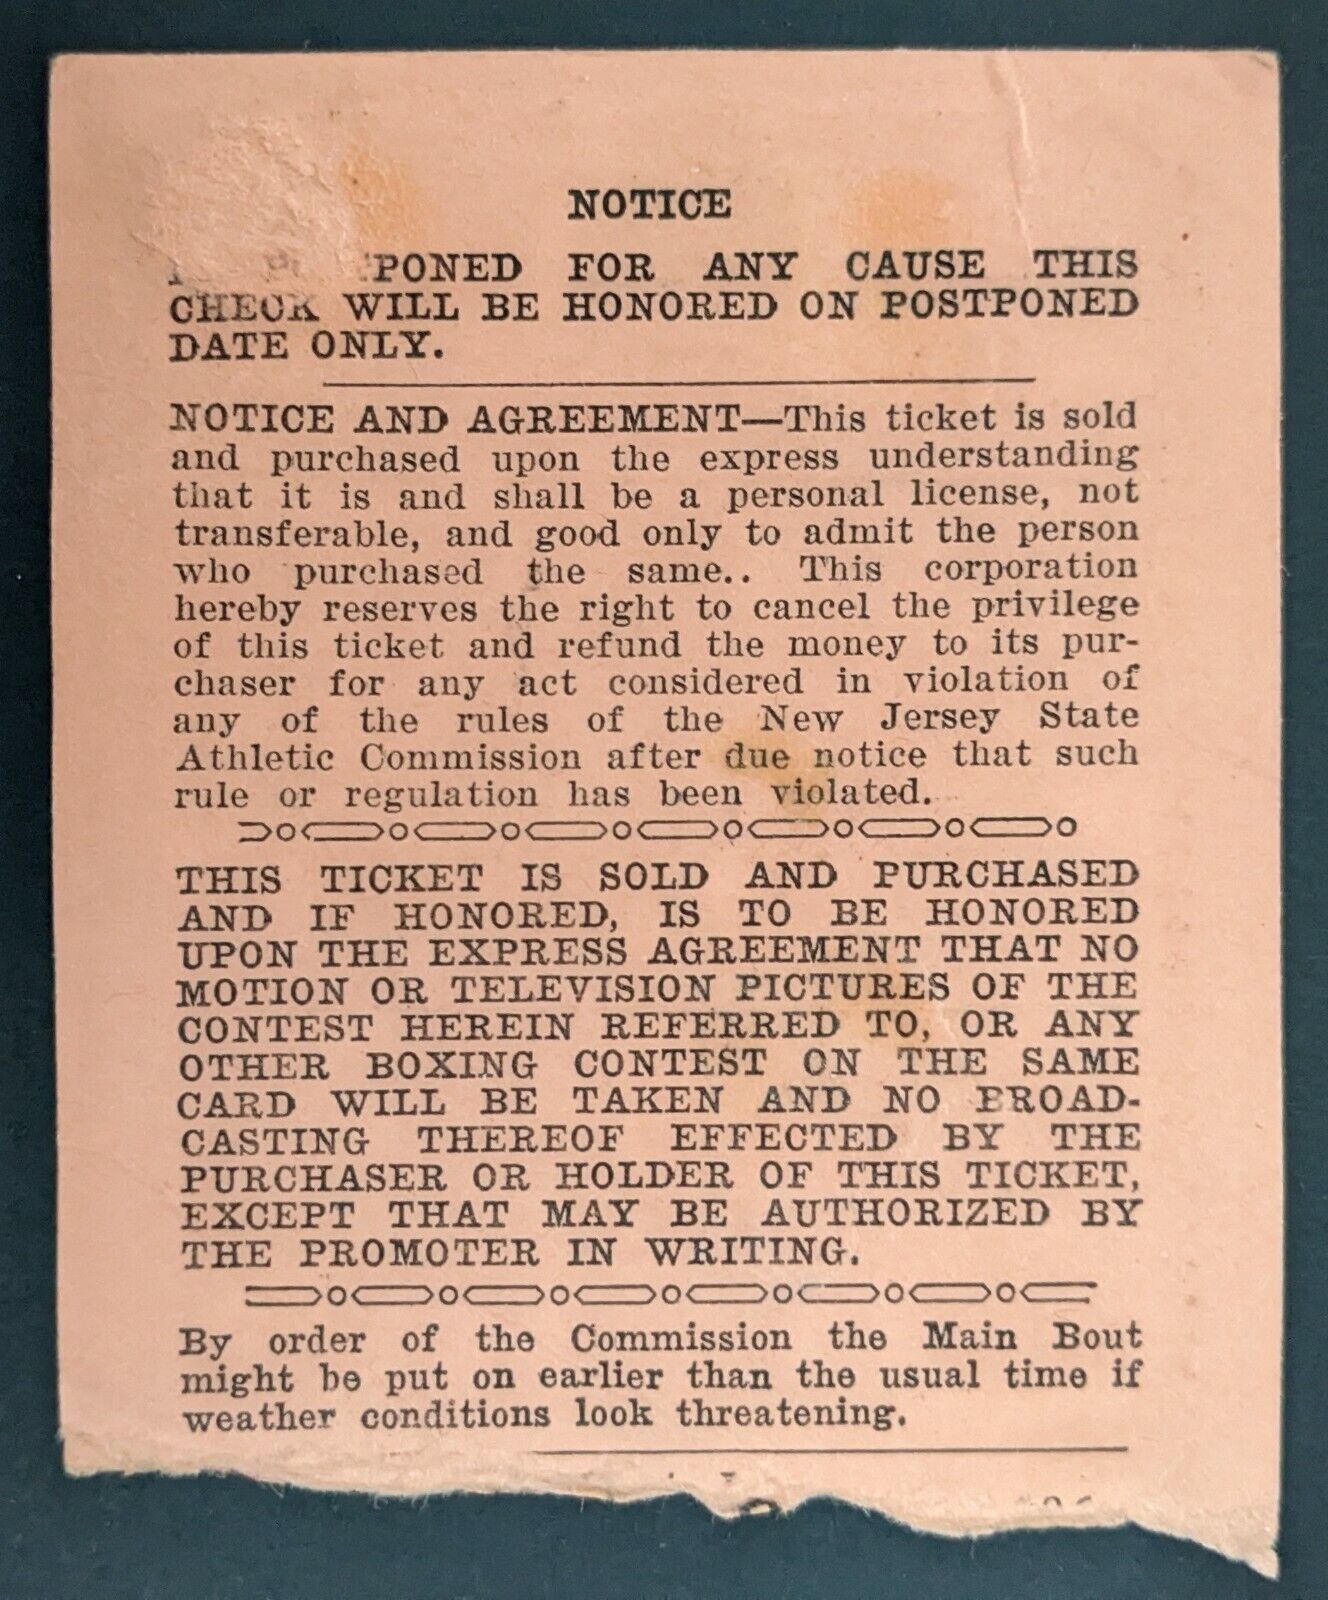 NOTICE
PONED FOR ANY CAUSE THIS
CHECK WILL BE HONORED ON POSTPONED
DATE ONLY.
NOTICE AND AGREEMENT—This ticket is sold
and purchased upon the express understanding
that it is and shall be a personal license, not
transferable, and good only to admit the person
who purchased the same.. This corporation
hereby reserves the right to cancel the privilege
of this ticket and refund the money to its pur-
chaser for any act considered in violation of
any of the rules of the New Jersey State
Athletic Commission after due notice that such
rule or regulation has been violated.
THIS TICKET IS SOLD AND PURCHASED
AND IF HONORED, IS TO BE HONORED
UPON THE EXPRESS AGREEMENT THAT NO
MOTION OR TELEVISION PICTURES OF THE
CONTEST HEREIN REFERRED TO, OR ANY
OTHER BOXING CONTEST ON THE SAME
CARD WILL BE TAKEN AND NO BROAD-
CASTING THEREOF EFFECTED BY THE
PURCHASER OR HOLDER OF THIS TICKET,
EXCEPT THAT MAY BE AUTHORIZED BY
THE PROMOTER IN WRITING.
By order of the Commission the Main Bout
might be put on earlier than the usual time if
weather conditions look threatening.